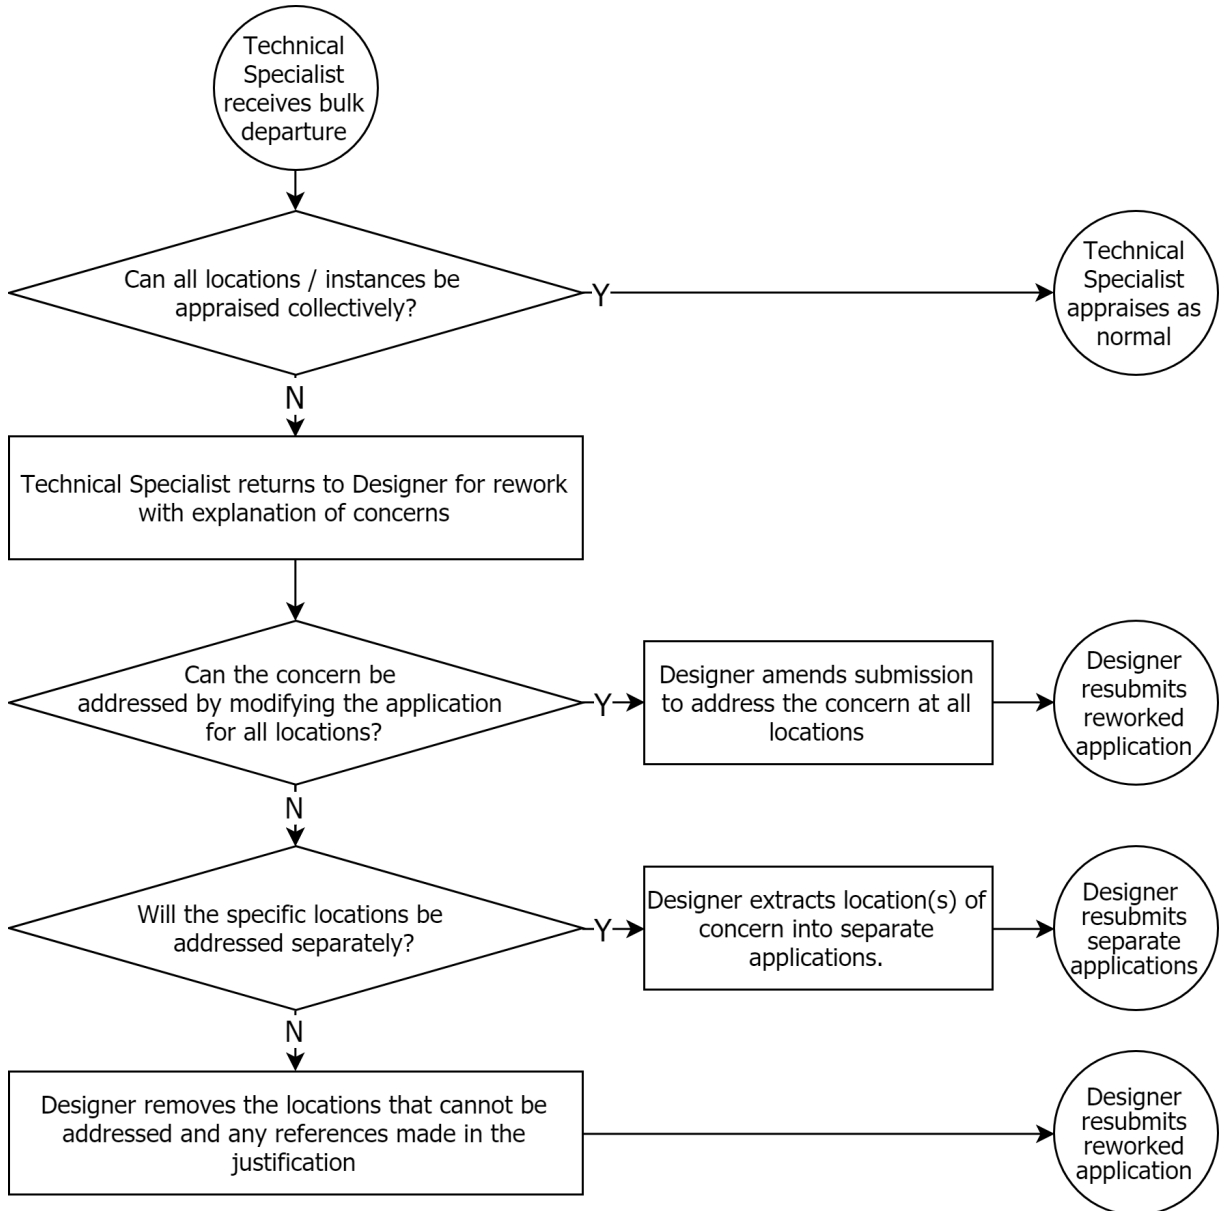 Technical
Specialist
receives bulk
departure
Can all locations / instances be
appraised collectively?
Y
Technical
Specialist
appraises as
normal
N
Technical Specialist returns to Designer for rework
with explanation of concerns
Can the concern be
addressed by modifying the application
for all locations?
Y
Designer amends submission
to address the concern at all
locations
Designer
resubmits
reworked
application
N
Will the specific locations be
addressed separately?
Y
Designer extracts location(s) of
concern into separate
applications.
Designer
resubmits
separate
applications
N
Designer removes the locations that cannot be
addressed and any references made in the
justification
Designer
resubmits
reworked
application